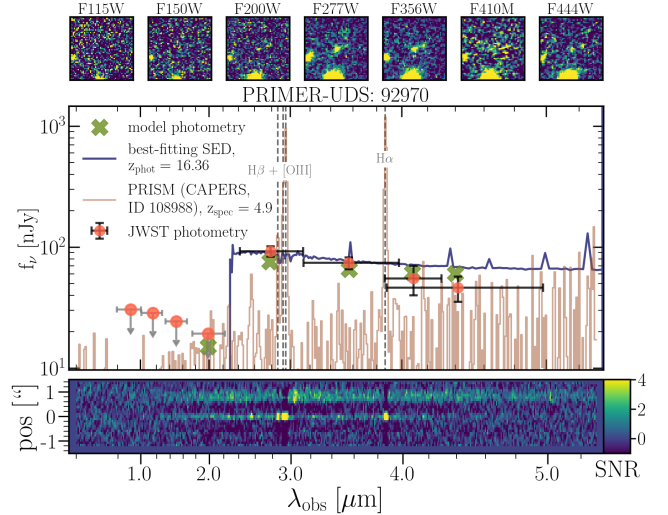 F115W F150W F200W F277W F356W F410M F444W
PRIMER-UDS: 92970
10³
10²
10¹
f_ν [nJy]
model photometry
best-fitting SED,
z_phot = 16.36
PRISM (CAPERS,
ID 108988), z_spec = 4.9
JWST photometry
Hβ + [OIII]
Hα
pos [“]
1
0
-1
4
2
0
SNR
1.0 2.0 3.0 4.0 5.0
λ_obs [μm]